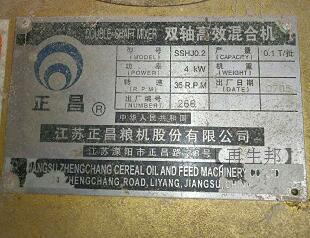 DOUBLE-SHAFT MIXER 双轴高效混合机
正昌®
型号 (MODEL) SSHJ0.2 产量 (CAPACITY) 0.1 T/批
功率 (POWER) 4 kW 机重 (WEIGHT)
转速 (R.P.M) 35 R.P.M 出厂日期 (DATE)
出厂编号 (NUMBER) 266
中华人民共和国
江苏正昌粮机股份有限公司
江苏溧阳市正昌路 号
JIANGSU ZHENGCHANG CEREAL OIL AND FEED MACHINERY
ZHENGCHANG ROAD, LIYANG, JIANGSU
再生邦